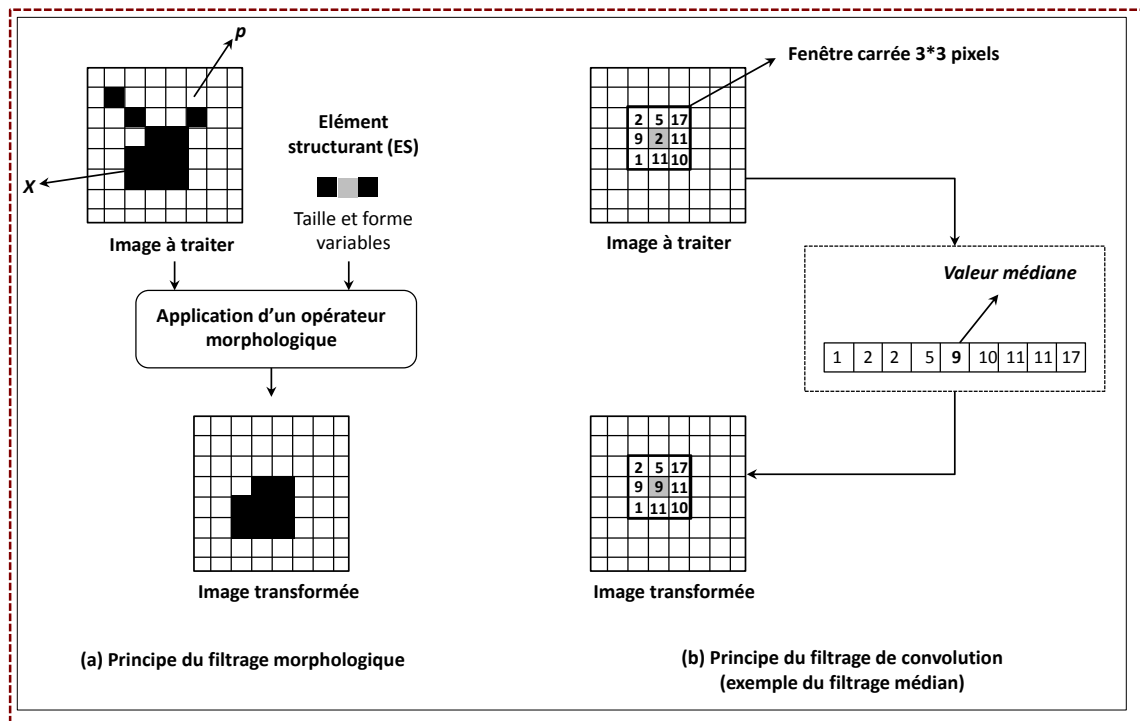 p
X
Elément
structurant (ES)
Taille et forme
variables
Image à traiter
Application d'un opérateur
morphologique
Image transformée
(a) Principe du filtrage morphologique
Fenêtre carrée 3*3 pixels
2 5 17
9 2 11
1 11 10
Image à traiter
Valeur médiane
1 2 2 5 9 10 11 11 17
2 5 17
9 9 11
1 11 10
Image transformée
(b) Principe du filtrage de convolution
(exemple du filtrage médian)